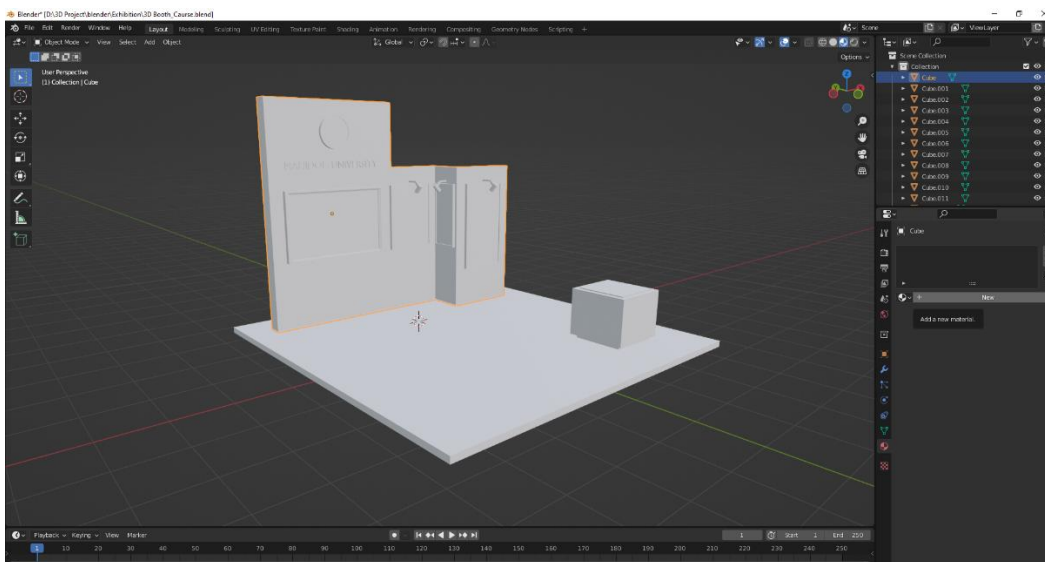 Blender* [D:\3D Project\blender\Exhibition\3D Booth_Caurse.blend]
File Edit Render Window Help Layout Modeling Sculpting UV Editing Texture Paint Shading Animation Rendering Compositing Geometry Nodes Scripting + Scene ViewLayer
Object Mode View Select Add Object Global
Options
User Perspective
(1) Collection | Cube
Scene Collection
Collection
Cube
Cube.001
Cube.002
Cube.003
Cube.004
Cube.005
Cube.006
Cube.007
Cube.008
Cube.009
Cube.010
Cube.011
Cube
+ New
Add a new material.
Playback Keying View Marker 1 Start 1 End 250
1 10 20 30 40 50 60 70 80 90 100 110 120 130 140 150 160 170 180 190 200 210 220 230 240 250